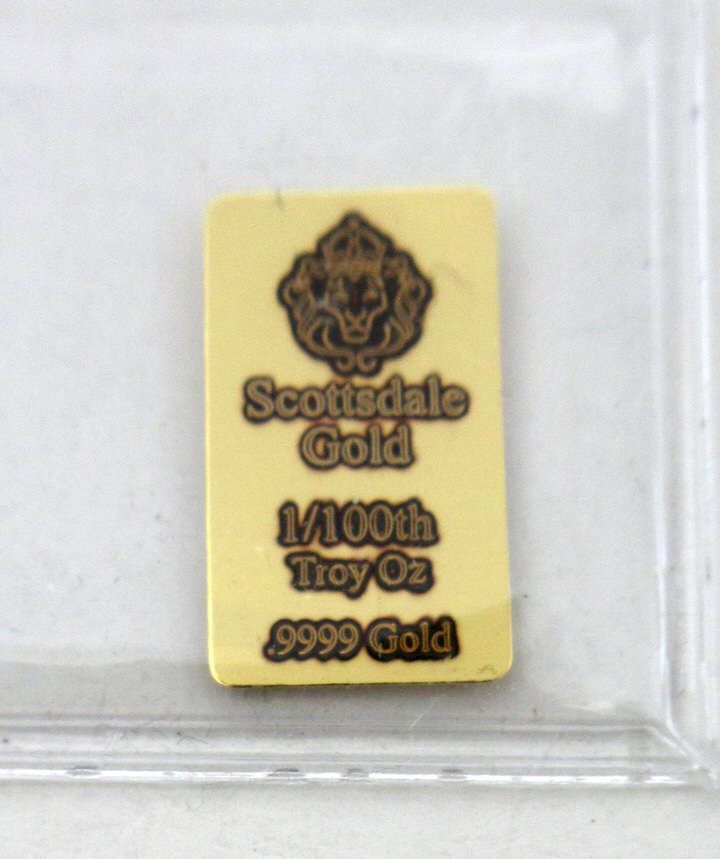 Scottsdale
Gold
1/100th
Troy Oz
.9999 Gold